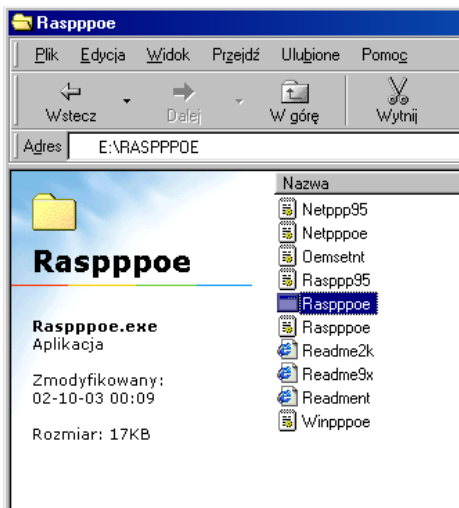 Raspppoe
Plik Edycja Widok Przejdź Ulubione Pomoc
Wstecz Dalej W górę Wytnij
Adres E:\RASPPPOE
Raspppoe
Raspppoe.exe
Aplikacja
Zmodyfikowany:
02-10-03 00:09
Rozmiar: 17KB
Nazwa
Netppp95
Netpppoe
Oemsetnt
Rasppp95
Raspppoe
Raspppoe
Readme2k
Readme9x
Readment
Winpppoe